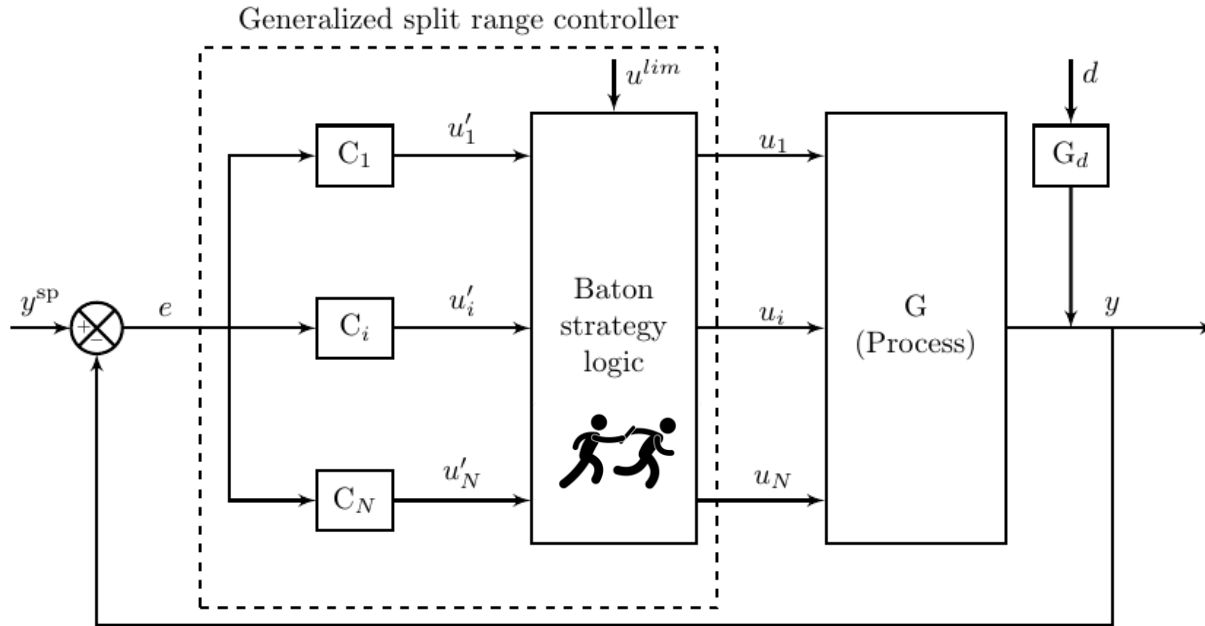 Generalized split range controller
u^{lim}
d
C_1
u'_1
u_1
G_d
y^{sp}
+
−
e
C_i
u'_i
Baton
strategy
logic
u_i
G
(Process)
y
C_N
u'_N
u_N